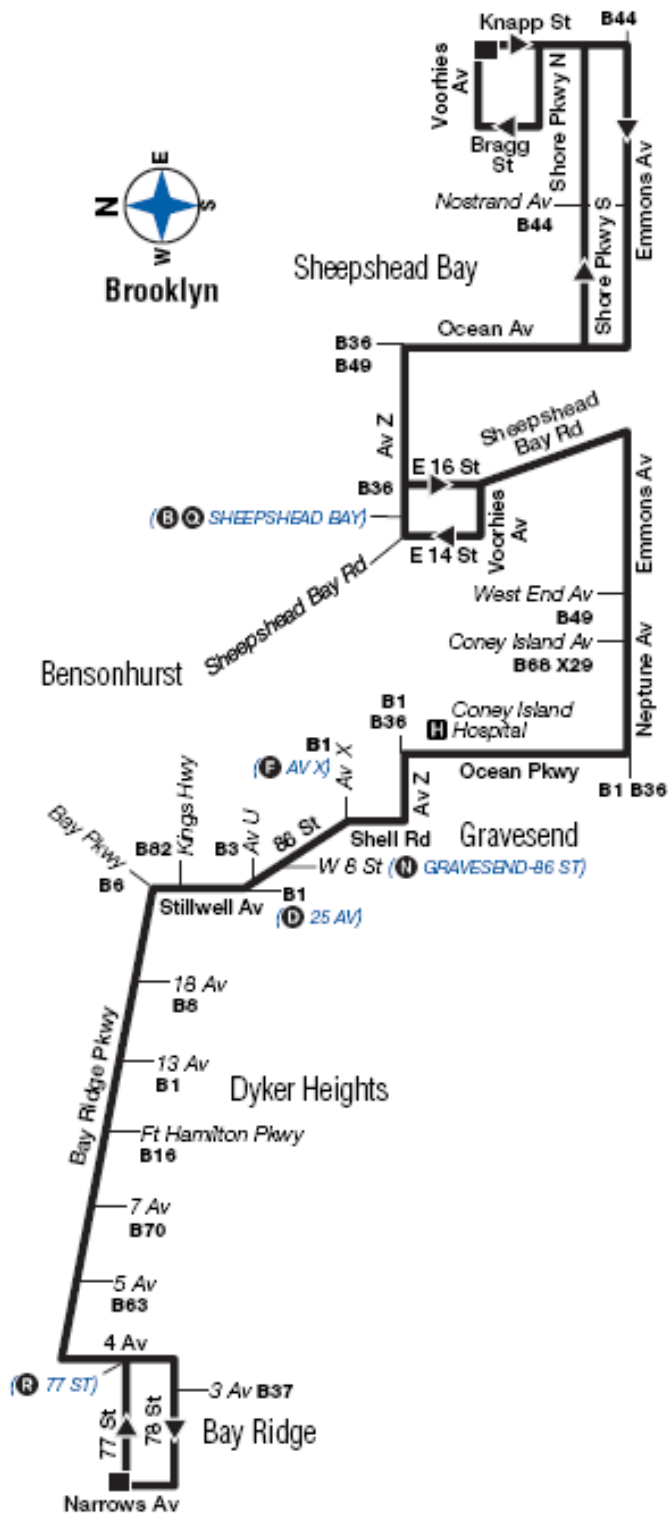 Knapp St
B44
Voorhies
Av
Bragg
St
Shore Pkwy N
Shore Pkwy S
Emmons Av
Nostrand Av
B44
E
N
S
W
Brooklyn
Sheepshead Bay
Ocean Av
B36
B49
Av Z
Sheepshead
Bay Rd
E 16 St
B36
(B Q SHEEPSHEAD BAY)
E 14 St
Voorhies
Av
Emmons Av
Sheepshead Bay Rd
West End Av
B49
Coney Island Av
B68 X29
Neptune Av
Bensonhurst
B1
B36
H Coney Island
Hospital
B1
(F AV X)
Av X
Av Z
Ocean Pkwy
B1 B36
Shell Rd
Gravesend
86 St
W 8 St (N GRAVESEND-86 ST)
Bay Pkwy
B6
B82
Kings Hwy
B3
Av U
Stillwell Av
B1
(D 25 AV)
18 Av
B8
Bay Ridge Pkwy
13 Av
B1
Dyker Heights
Ft Hamilton Pkwy
B16
7 Av
B70
5 Av
B63
4 Av
(R 77 ST)
77 St
78 St
3 Av B37
Bay Ridge
Narrows Av